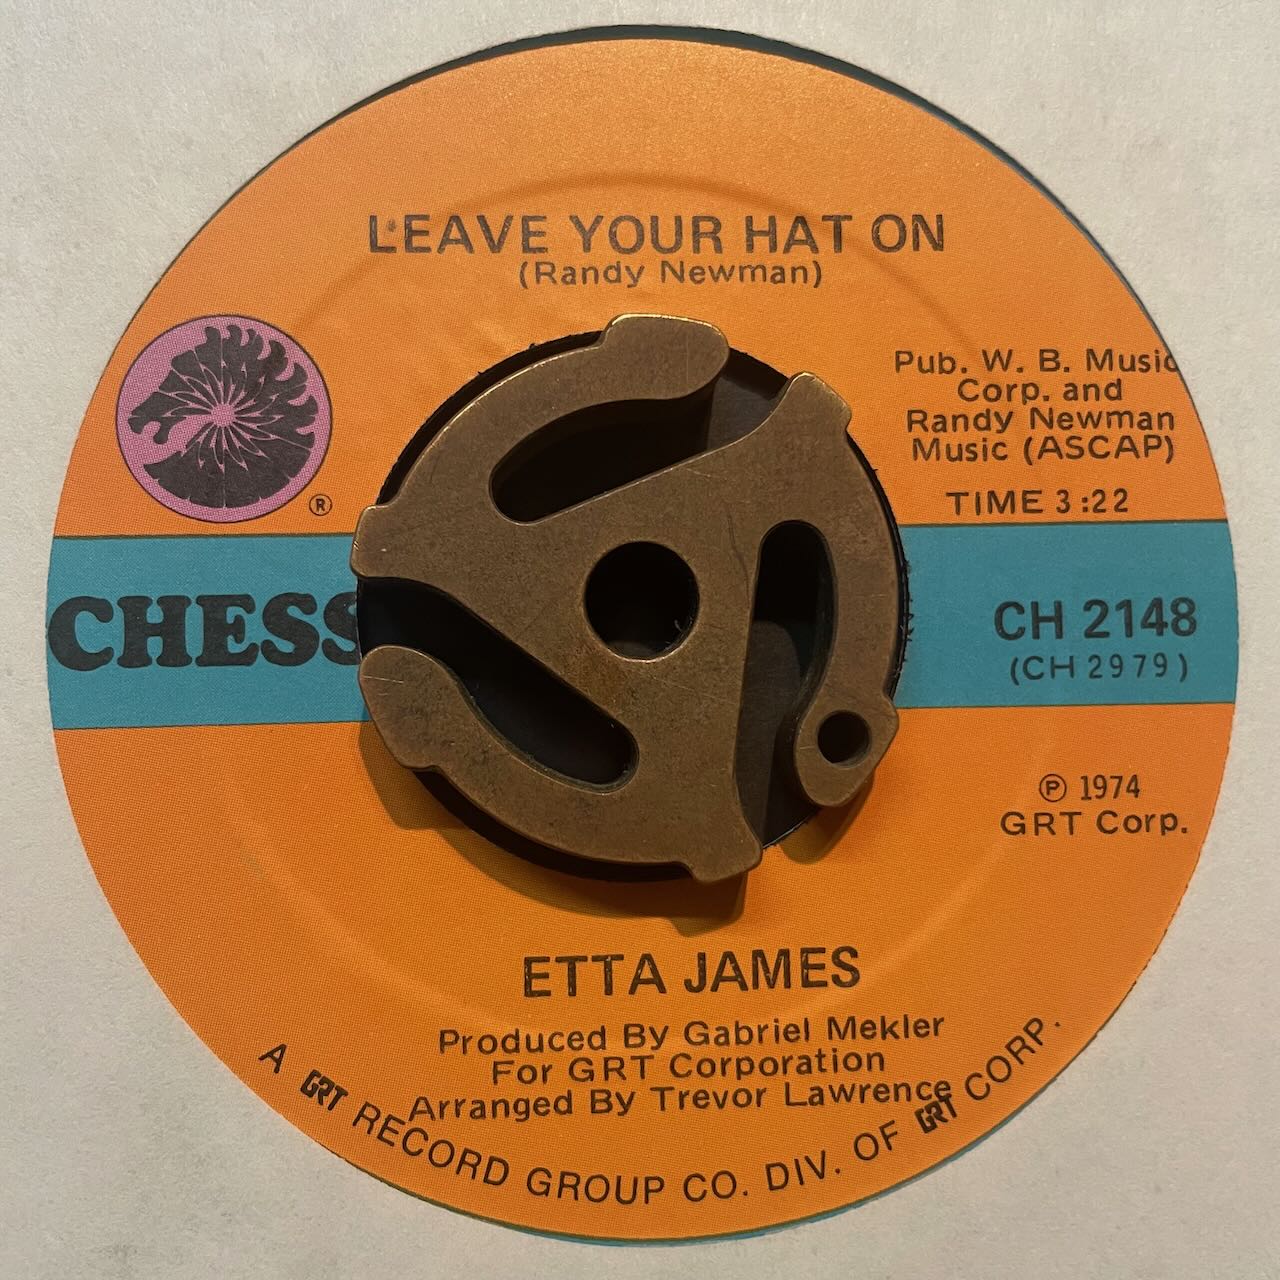 LEAVE YOUR HAT ON
(Randy Newman)
Pub. W. B. Music
Corp. and
Randy Newman
Music (ASCAP)
TIME 3:22
®
CHESS
CH 2148
(CH 2979)
℗ 1974
GRT Corp.
ETTA JAMES
Produced By Gabriel Mekler
For GRT Corporation
Arranged By Trevor Lawrence
A GRT RECORD GROUP CO. DIV. OF GRT CORP.